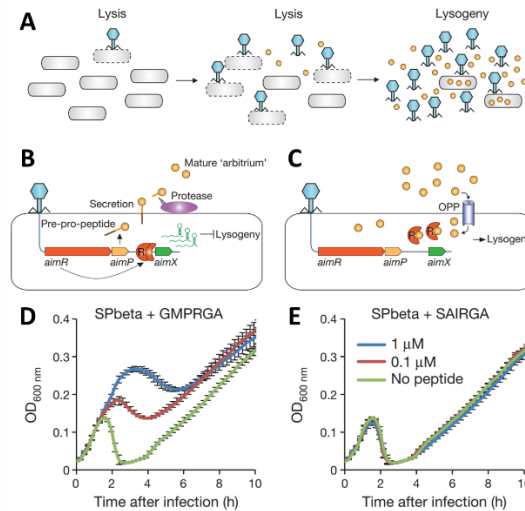 A
Lysis
Lysis
Lysogeny
B
Mature 'arbitrium'
Secretion
Protease
Pre-pro-peptide
Lysogeny
R
aimR
aimP
aimX
C
OPP
R
R
Lysogeny
aimR
aimP
aimX
D
SPbeta + GMPRGA
OD600 nm
0.4
0.3
0.2
0.1
0
0 2 4 6 8 10
Time after infection (h)
E
SPbeta + SAIRGA
1 μM
0.1 μM
No peptide
OD600 nm
0.4
0.3
0.2
0.1
0
0 2 4 6 8 10
Time after infection (h)